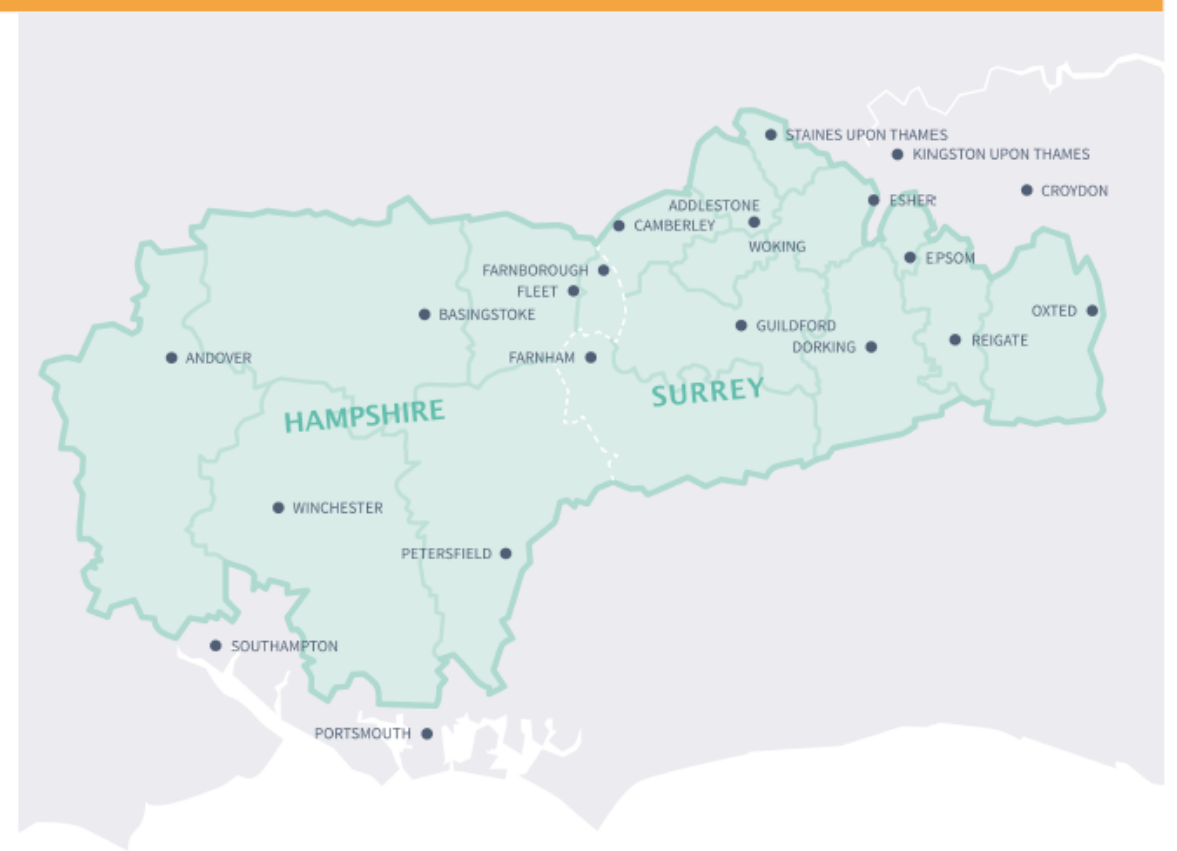 STAINES UPON THAMES
KINGSTON UPON THAMES
CROYDON
ESHER
ADDLESTONE
CAMBERLEY
WOKING
EPSOM
FARNBOROUGH
FLEET
BASINGSTOKE
OXTED
GUILDFORD
REIGATE
DORKING
ANDOVER
FARNHAM
SURREY
HAMPSHIRE
WINCHESTER
PETERSFIELD
SOUTHAMPTON
PORTSMOUTH